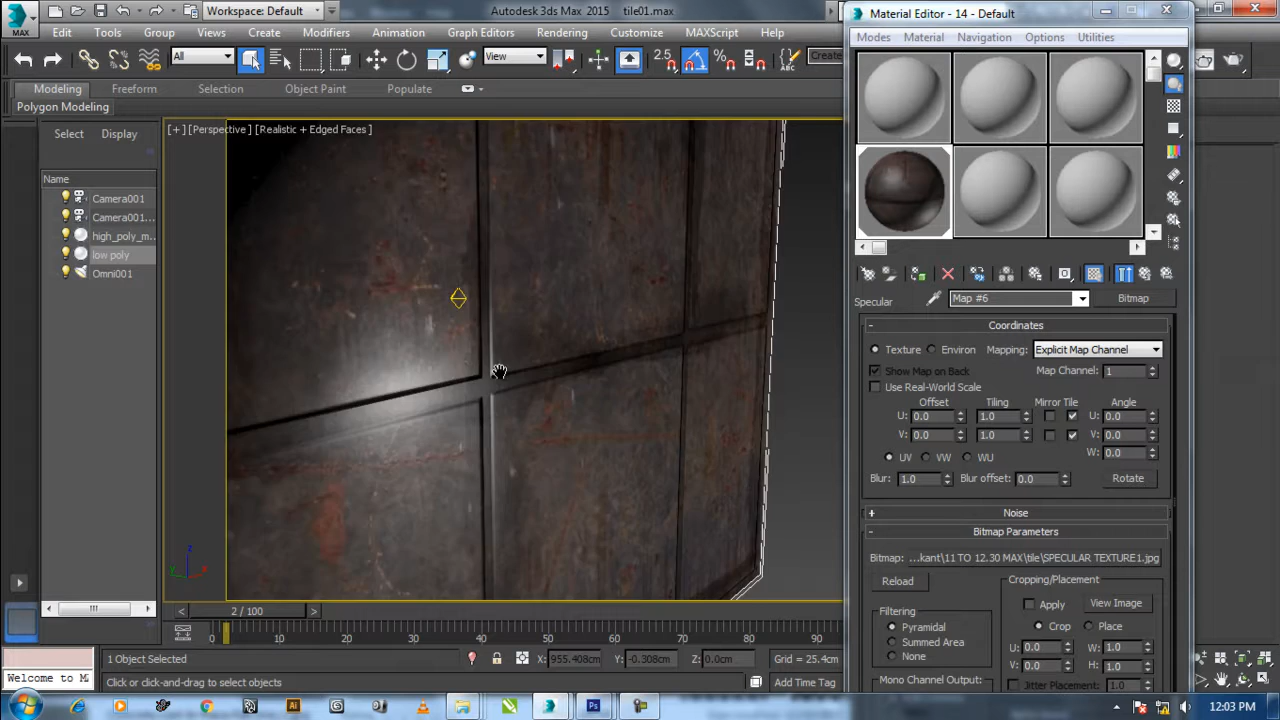 MAX
Workspace: Default
Autodesk 3ds Max 2015 tile01.max
Edit Tools Group Views Create Modifiers Animation Graph Editors Rendering Customize MAXScript
All
View
2.5
ABC
Create
Modeling Freeform Selection Object Paint Populate
Polygon Modeling
Select Display
Name
Camera001
Camera001...
high_poly_m...
low poly
Omni001
[+] [Perspective] [Realistic + Edged Faces]
z
x
y
2 / 100
0 10 20 30 40 50 60 70 80 90
1 Object Selected
X: 955.408cm Y: -0.308cm Z: 0.0cm Grid = 25.4cm
Welcome to M
Click or click-and-drag to select objects
Add Time Tag
Material Editor - 14 - Default
Modes Material Navigation Options Utilities
Specular Map #6 Bitmap
- Coordinates
Texture Environ Mapping: Explicit Map Channel
Show Map on Back Map Channel: 1
Use Real-World Scale
Offset Tiling Mirror Tile Angle
U: 0.0 1.0 U: 0.0
V: 0.0 1.0 V: 0.0
UV VW WU W: 0.0
Blur: 1.0 Blur offset: 0.0 Rotate
+ Noise
- Bitmap Parameters
Bitmap: ...kant\11 TO 12.30 MAX\tile\SPECULAR TEXTURE1.jpg
Reload
Cropping/Placement
Apply View Image
Crop Place
U: 0.0 W: 1.0
V: 0.0 H: 1.0
Jitter Placement: 1.0
Filtering
Pyramidal
Summed Area
None
Mono Channel Output:
Ai
Ps
12:03 PM